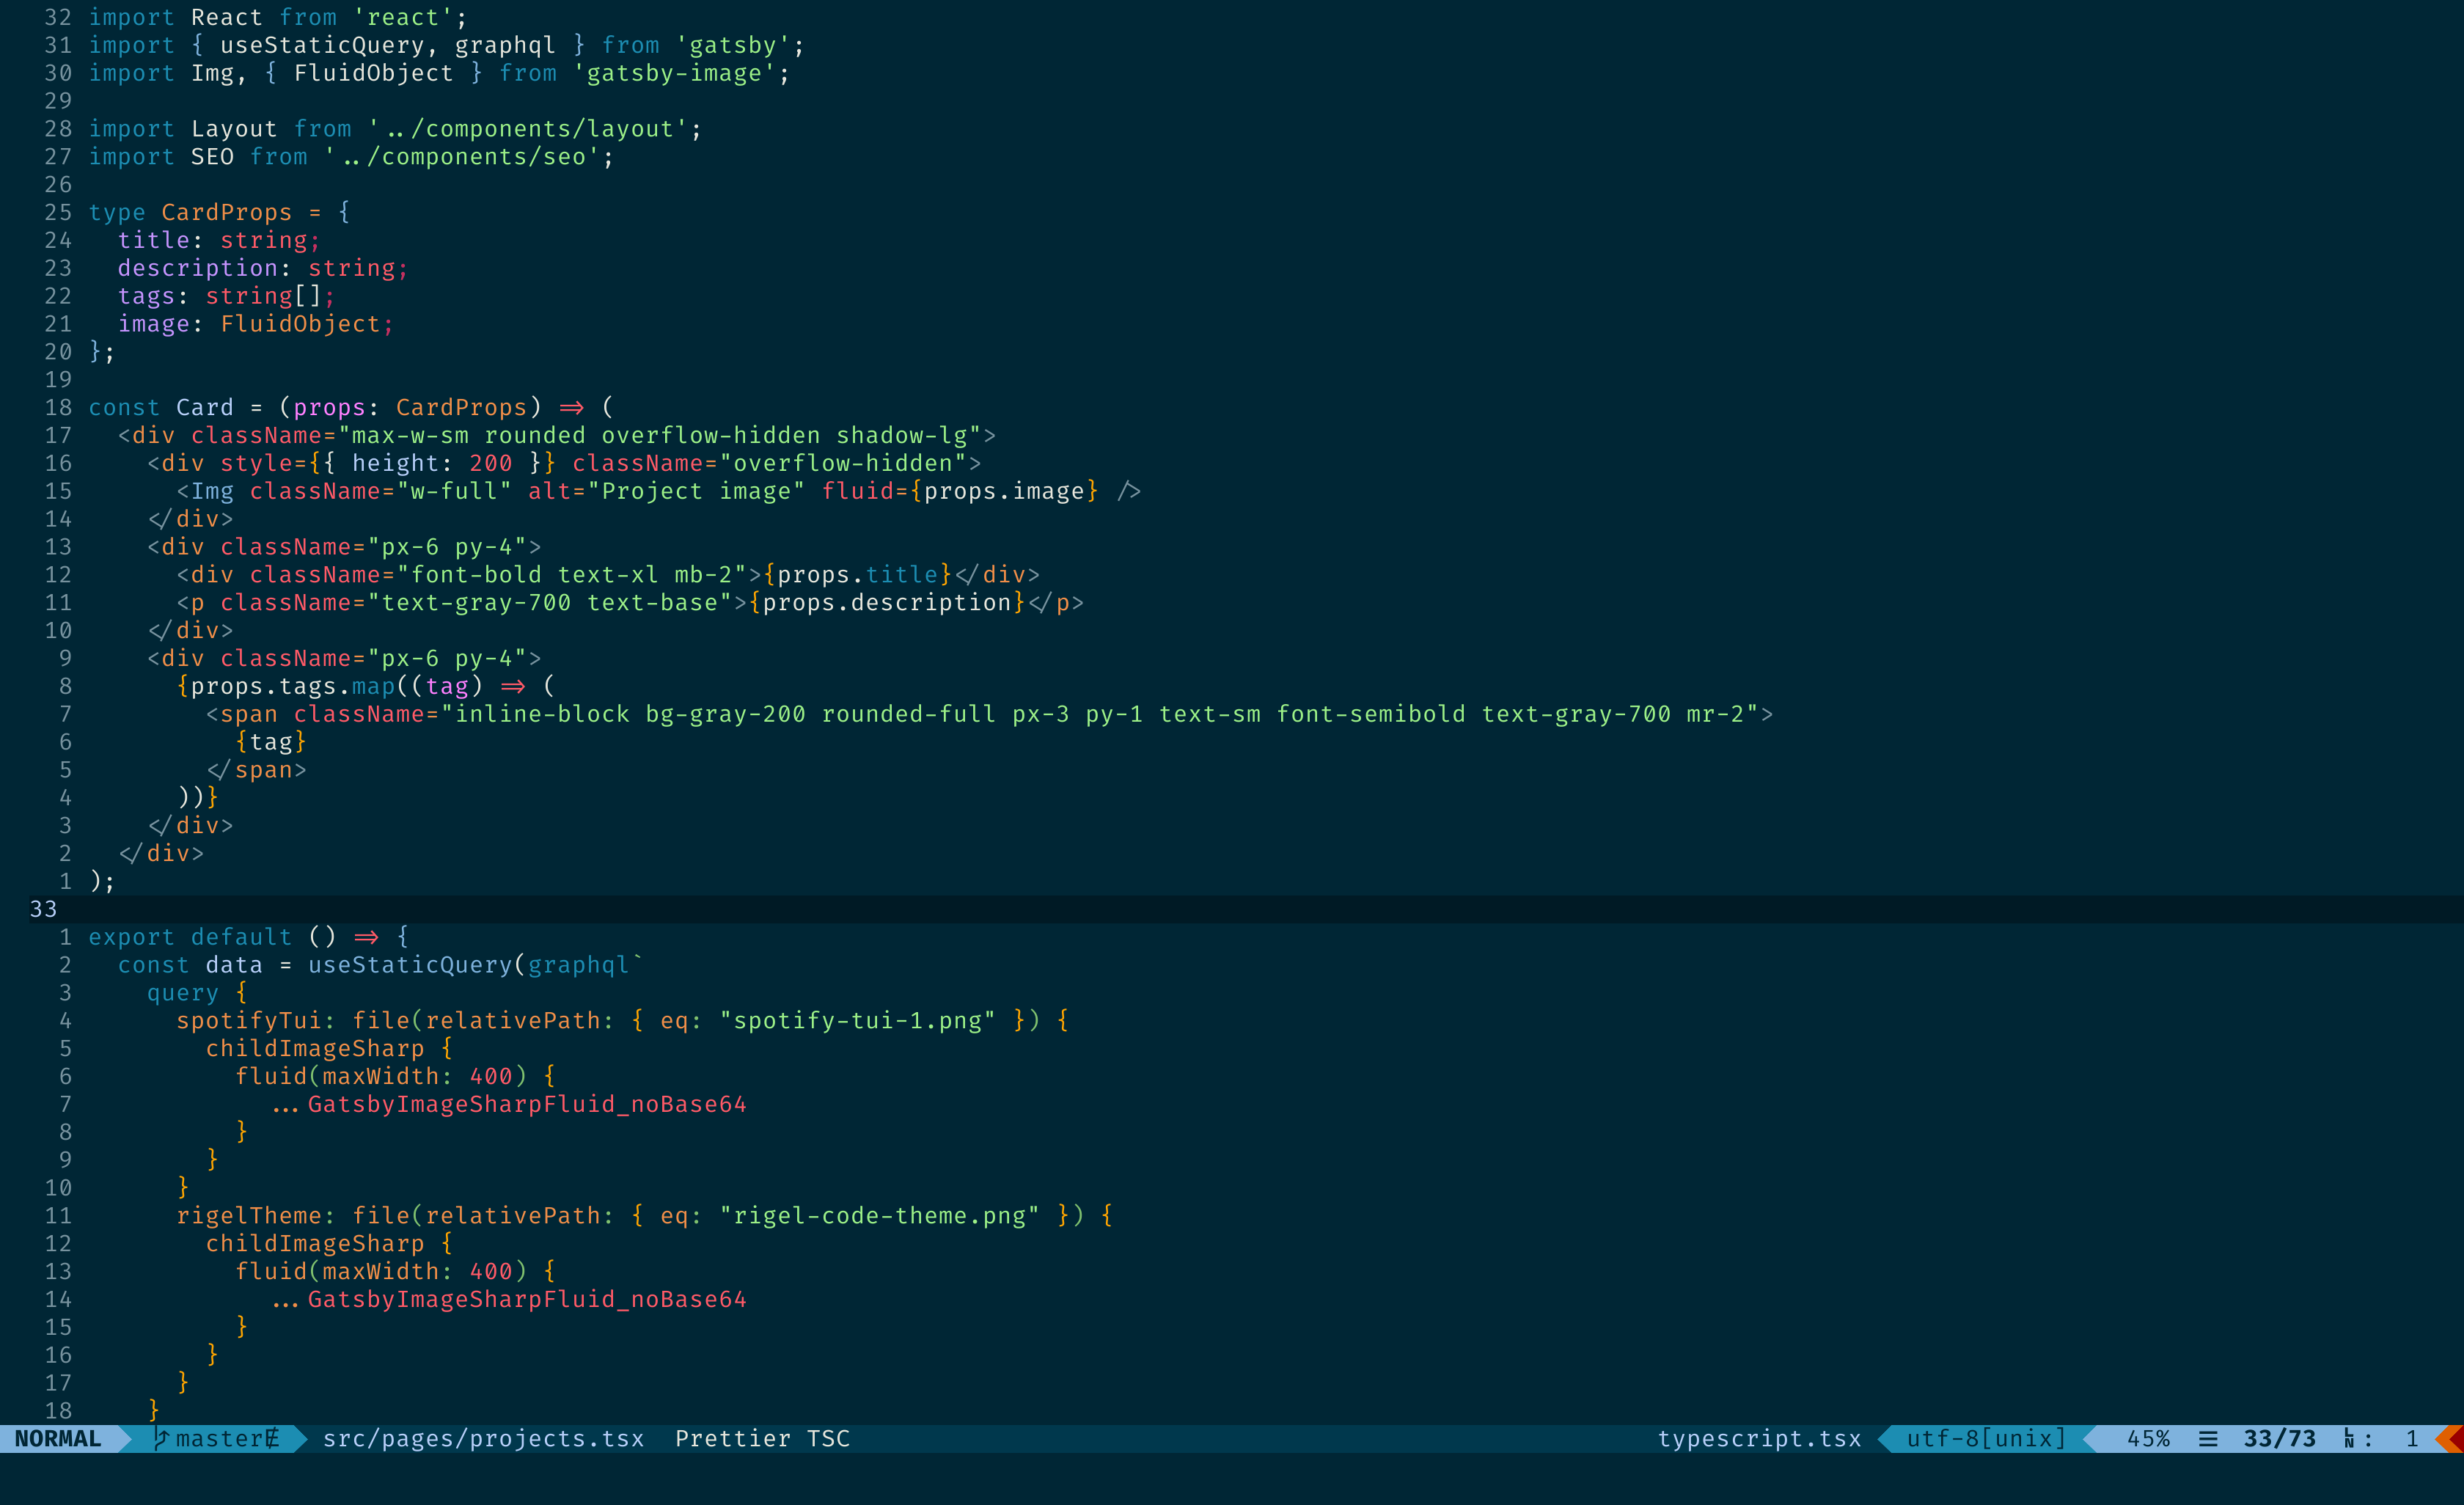 32 import React from 'react';
31 import { useStaticQuery, graphql } from 'gatsby';
30 import Img, { FluidObject } from 'gatsby-image';
29
28 import Layout from '../components/layout';
27 import SEO from '../components/seo';
26
25 type CardProps = {
24   title: string;
23   description: string;
22   tags: string[];
21   image: FluidObject;
20 };
19
18 const Card = (props: CardProps) => (
17   <div className="max-w-sm rounded overflow-hidden shadow-lg">
16     <div style={{ height: 200 }} className="overflow-hidden">
15       <Img className="w-full" alt="Project image" fluid={props.image} />
14     </div>
13     <div className="px-6 py-4">
12       <div className="font-bold text-xl mb-2">{props.title}</div>
11       <p className="text-gray-700 text-base">{props.description}</p>
10     </div>
9     <div className="px-6 py-4">
8       {props.tags.map((tag) => (
7         <span className="inline-block bg-gray-200 rounded-full px-3 py-1 text-sm font-semibold text-gray-700 mr-2">
6           {tag}
5         </span>
4       ))}
3     </div>
2   </div>
1 );
33
1 export default () => {
2   const data = useStaticQuery(graphql`
3     query {
4       spotifyTui: file(relativePath: { eq: "spotify-tui-1.png" }) {
5         childImageSharp {
6           fluid(maxWidth: 400) {
7             ...GatsbyImageSharpFluid_noBase64
8           }
9         }
10       }
11       rigelTheme: file(relativePath: { eq: "rigel-code-theme.png" }) {
12         childImageSharp {
13           fluid(maxWidth: 400) {
14             ...GatsbyImageSharpFluid_noBase64
15           }
16         }
17       }
18     }
NORMAL master src/pages/projects.tsx Prettier TSC typescript.tsx utf-8[unix] 45% ☰ 33/73 ㏑: 1